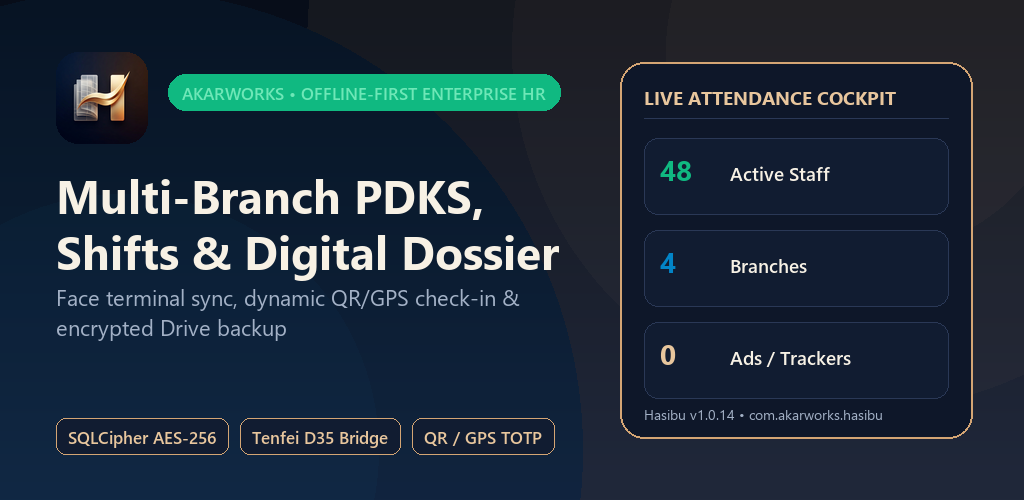 AKARWORKS • OFFLINE-FIRST ENTERPRISE HR
Multi-Branch PDKS,
Shifts & Digital Dossier
Face terminal sync, dynamic QR/GPS check-in &
encrypted Drive backup
SQLCipher AES-256
Tenfei D35 Bridge
QR / GPS TOTP
LIVE ATTENDANCE COCKPIT
48 Active Staff
4 Branches
0 Ads / Trackers
Hasibu v1.0.14 • com.akarworks.hasibu